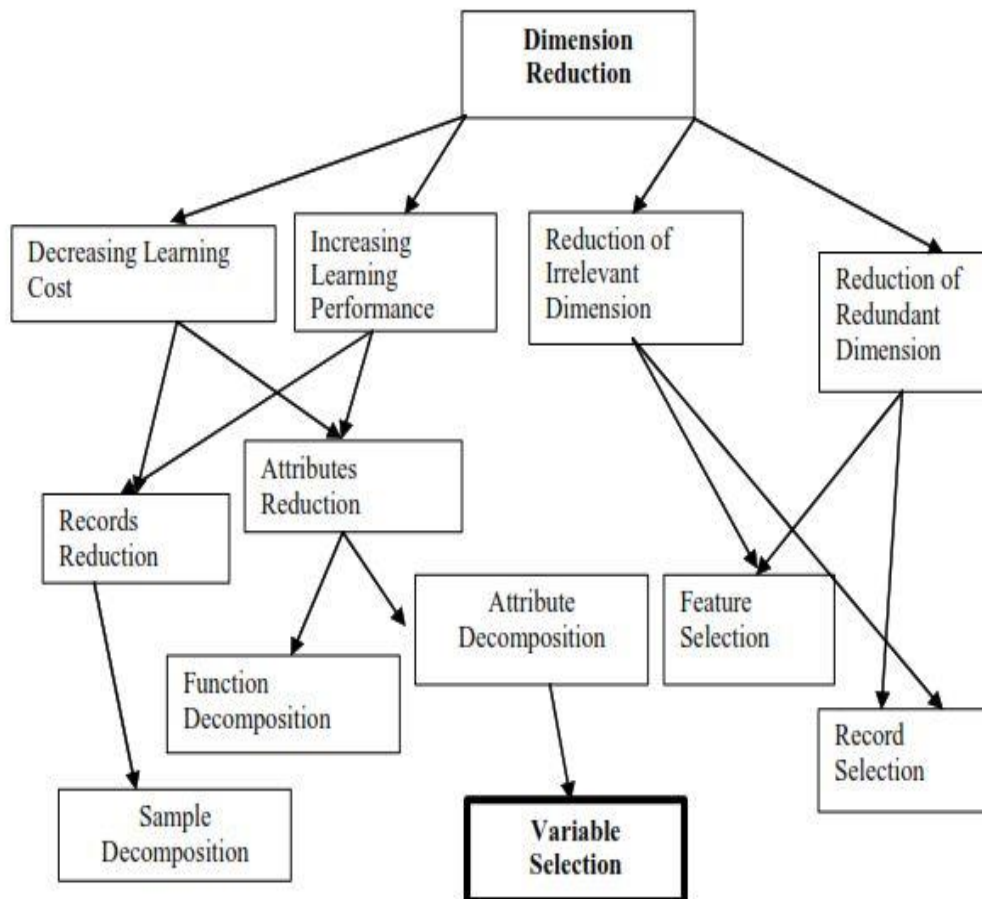 Dimension
Reduction
Decreasing Learning
Cost
Increasing
Learning
Performance
Reduction of
Irrelevant
Dimension
Reduction of
Redundant
Dimension
Attributes
Reduction
Records
Reduction
Attribute
Decomposition
Feature
Selection
Function
Decomposition
Record
Selection
Sample
Decomposition
Variable
Selection